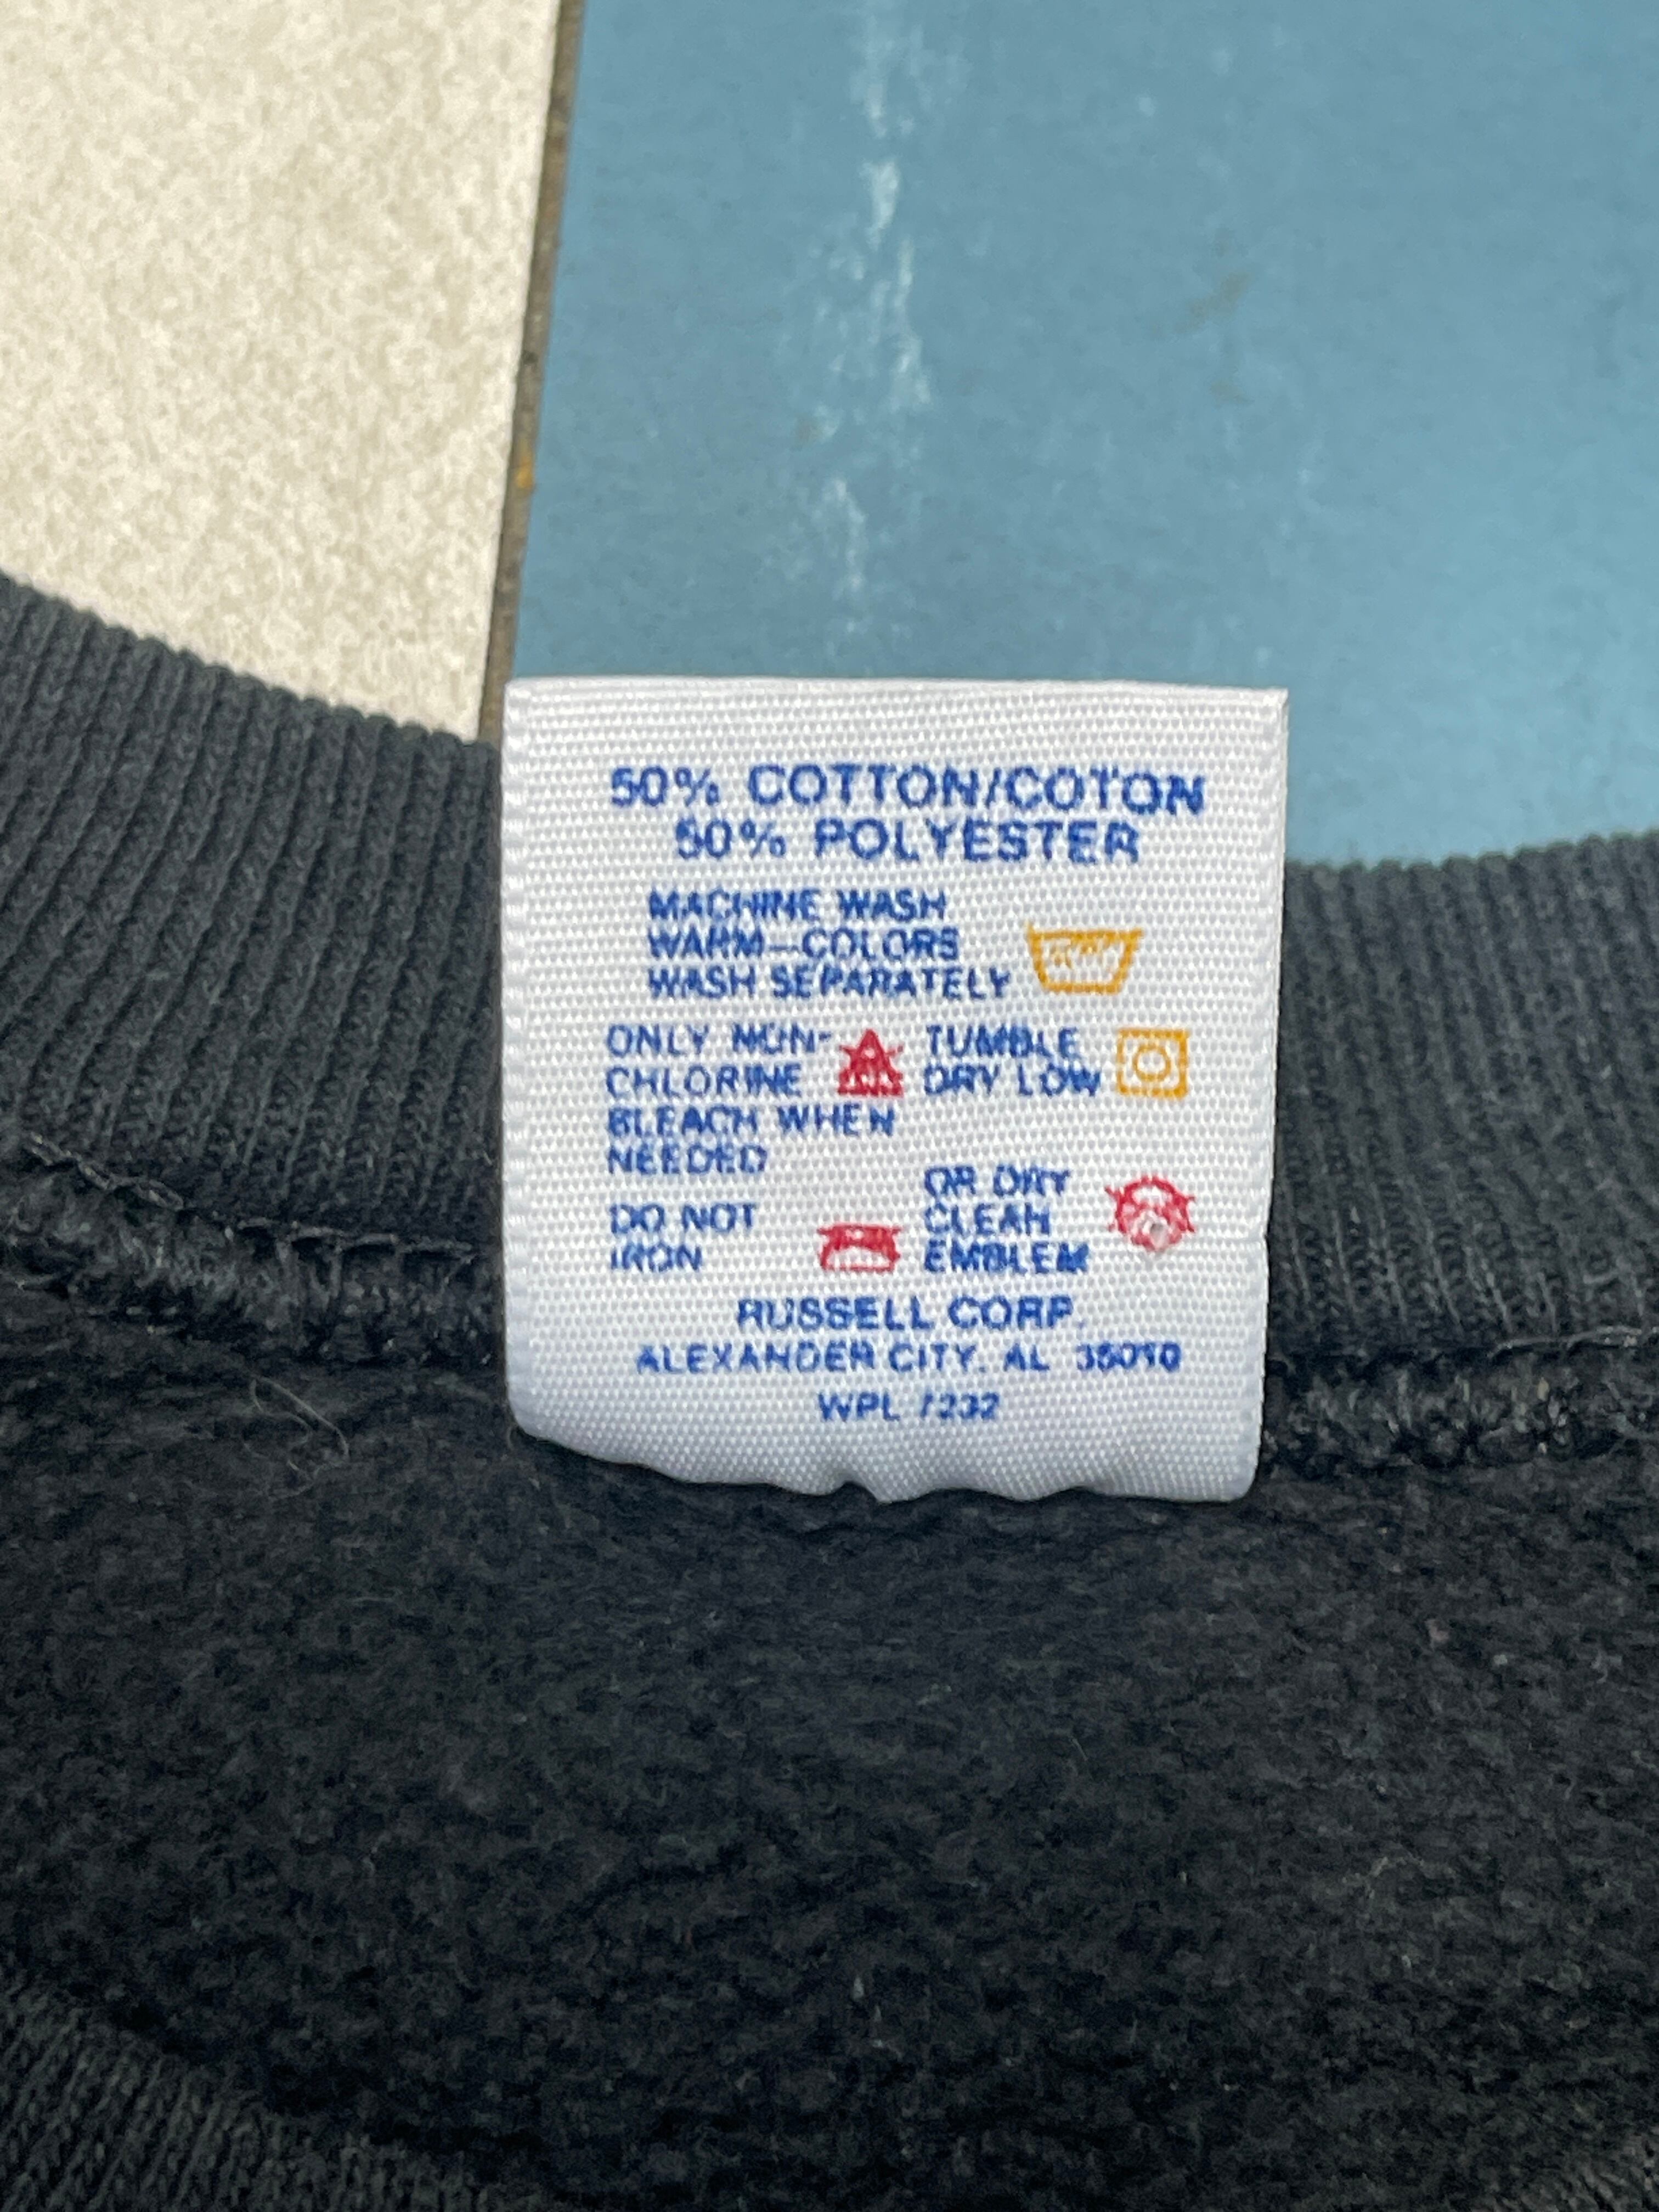 50% COTTON/COTON
50% POLYESTER
MACHINE WASH
WARM—COLORS
WASH SEPARATELY
ONLY NON-
CHLORINE
BLEACH WHEN
NEEDED
TUMBLE
DRY LOW
DO NOT
IRON
OR DRY
CLEAN
EMBLEM
RUSSELL CORP.
ALEXANDER CITY, AL 35010
WPL 7232